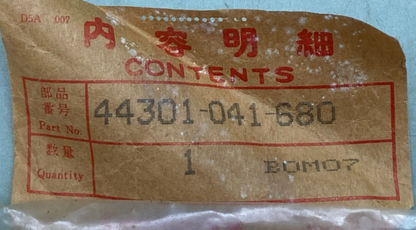 DSA 007
内容明細
CONTENTS
部品
番号
Part No.
44301-041-680
数量
Quantity
1 BOM07